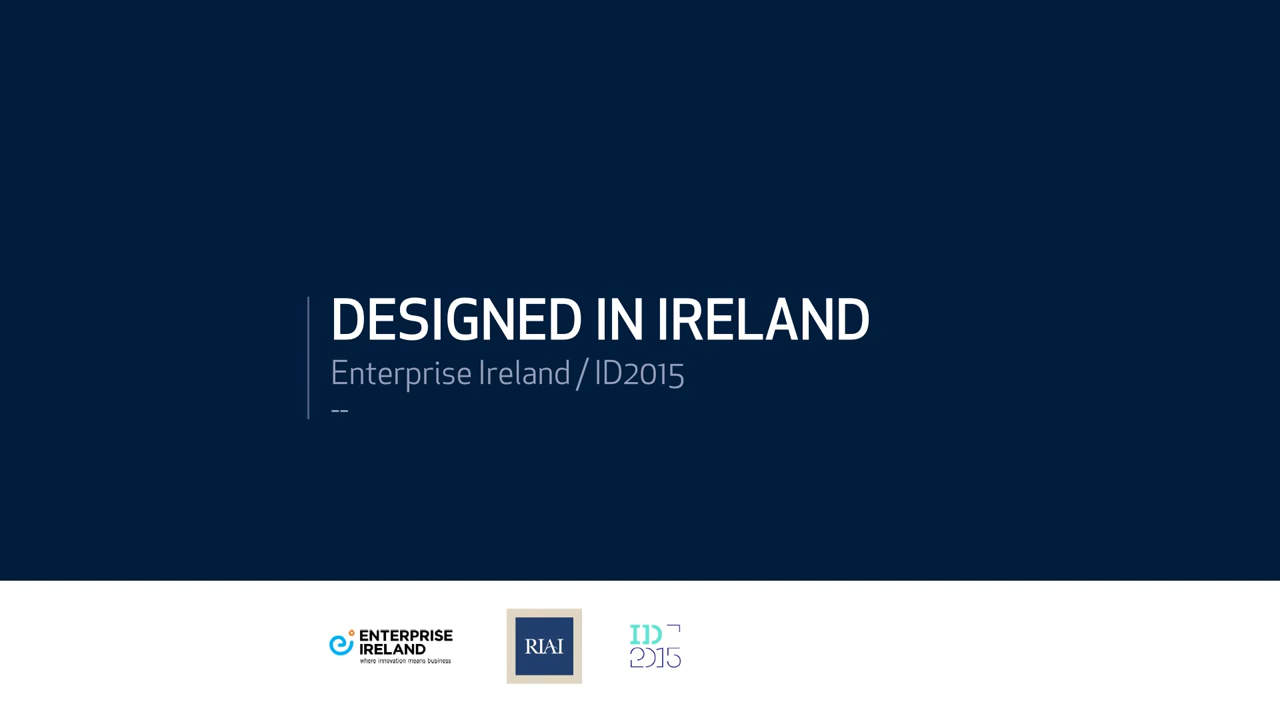 DESIGNED IN IRELAND
Enterprise Ireland / ID2015
--
ENTERPRISE
IRELAND
where innovation means business
RIAI
ID
2015